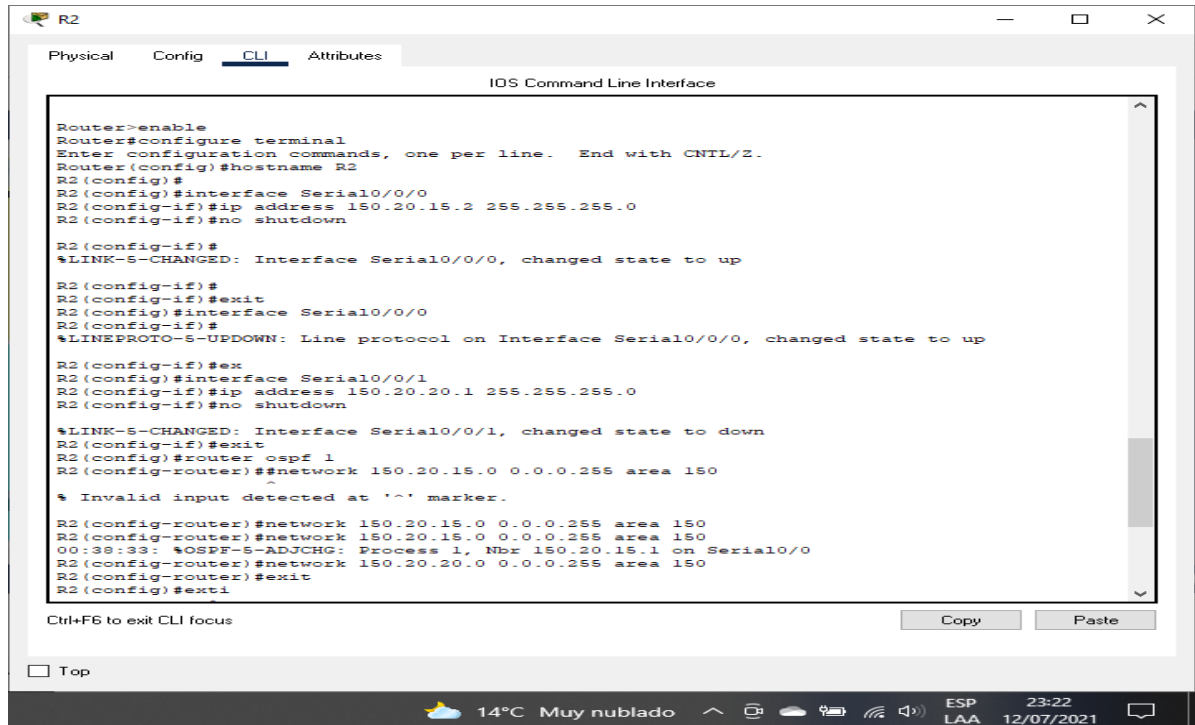 R2
Physical Config CLI Attributes
IOS Command Line Interface
Router>enable
Router#configure terminal
Enter configuration commands, one per line.  End with CNTL/Z.
Router(config)#hostname R2
R2(config)#
R2(config)#interface Serial0/0/0
R2(config-if)#ip address 150.20.15.2 255.255.255.0
R2(config-if)#no shutdown
R2(config-if)#
%LINK-5-CHANGED: Interface Serial0/0/0, changed state to up
R2(config-if)#
R2(config-if)#exit
R2(config)#interface Serial0/0/0
R2(config-if)#
%LINEPROTO-5-UPDOWN: Line protocol on Interface Serial0/0/0, changed state to up
R2(config-if)#ex
R2(config)#interface Serial0/0/1
R2(config-if)#ip address 150.20.20.1 255.255.255.0
R2(config-if)#no shutdown
%LINK-5-CHANGED: Interface Serial0/0/1, changed state to down
R2(config-if)#exit
R2(config)#router ospf 1
R2(config-router)##network 150.20.15.0 0.0.0.255 area 150
^
% Invalid input detected at '^' marker.
R2(config-router)#network 150.20.15.0 0.0.0.255 area 150
R2(config-router)#network 150.20.15.0 0.0.0.255 area 150
00:38:33: %OSPF-5-ADJCHG: Process 1, Nbr 150.20.15.1 on Serial0/0
R2(config-router)#network 150.20.20.0 0.0.0.255 area 150
R2(config-router)#exit
R2(config)#exti
Ctrl+F6 to exit CLI focus
Copy Paste
Top
14°C Muy nublado ESP 23:22
LAA 12/07/2021